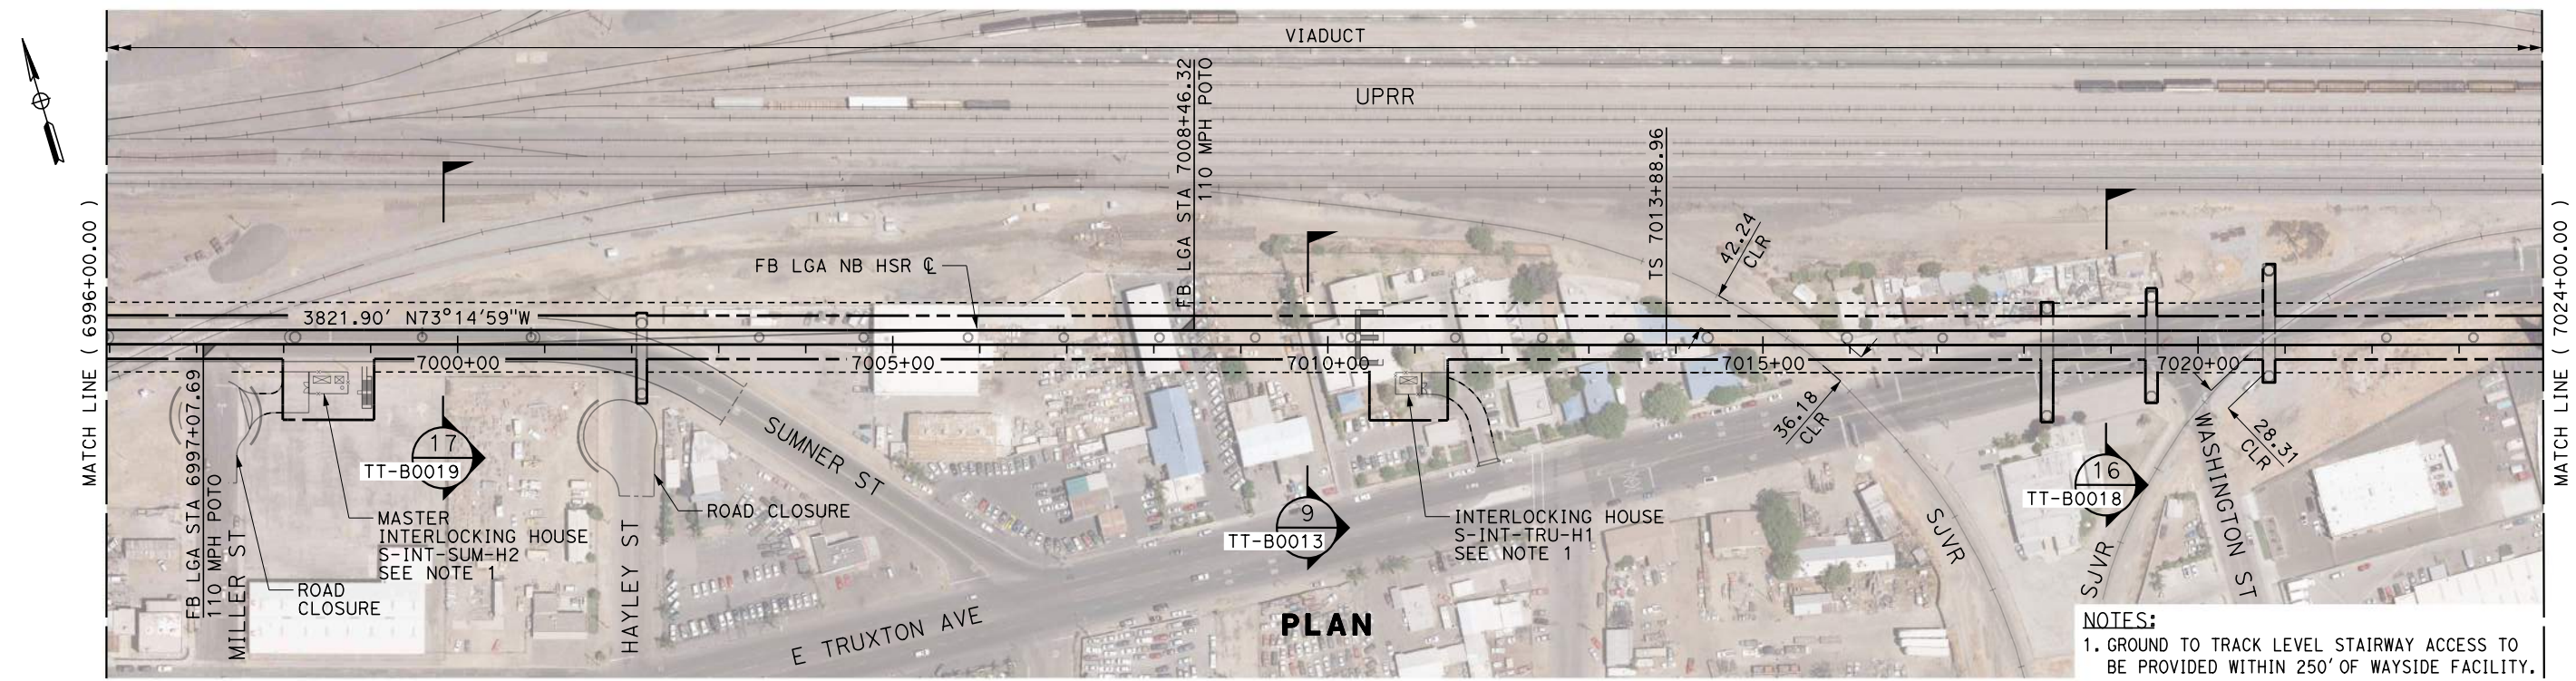 VIADUCT
UPRR
MATCH LINE ( 6996+00.00 )
FB LGA STA 7008+46.32
110 MPH POTO
TS 7013+88.96
42.24
CLR
FB LGA NB HSR ℄
3821.90' N73°14'59"W
7000+00
7005+00
7010+00
7015+00
7020+00
MATCH LINE ( 7024+00.00 )
FB LGA STA 6997+07.69
110 MPH POTO
MILLER ST
ROAD
CLOSURE
MASTER
INTERLOCKING HOUSE
S-INT-SUM-H2
SEE NOTE 1
17
TT-B0019
HAYLEY ST
ROAD CLOSURE
SUMNER ST
E TRUXTON AVE
9
TT-B0013
INTERLOCKING HOUSE
S-INT-TRU-H1
SEE NOTE 1
36.18
CLR
SJVR
16
TT-B0018
SJVR
WASHINGTON ST
28.31
CLR
PLAN
NOTES:
1. GROUND TO TRACK LEVEL STAIRWAY ACCESS TO
BE PROVIDED WITHIN 250' OF WAYSIDE FACILITY.